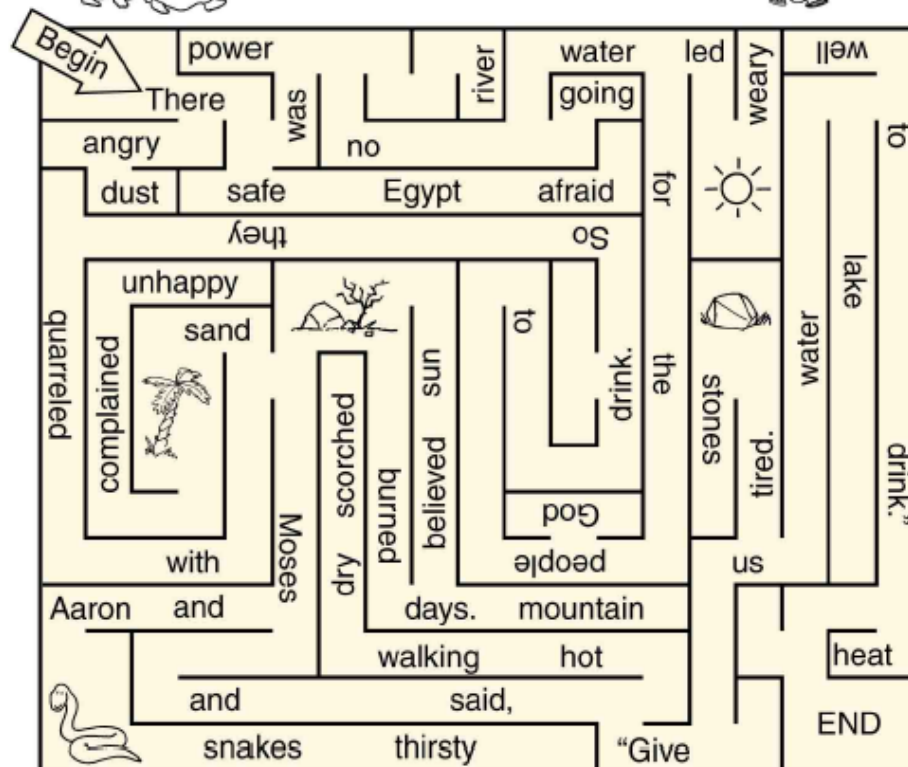 Begin
power
river
water
led
weary
well
There
was
going
to
angry
no
dust
safe
Egypt
afraid
for
they
So
lake
unhappy
quarreled
sand
to
water
complained
sun
drink.
the
scorched
stones
believed
burned
tired.
drink."
God
Moses
with
dry
people
us
Aaron
and
days.
mountain
walking
hot
heat
and
said,
END
snakes
thirsty
"Give